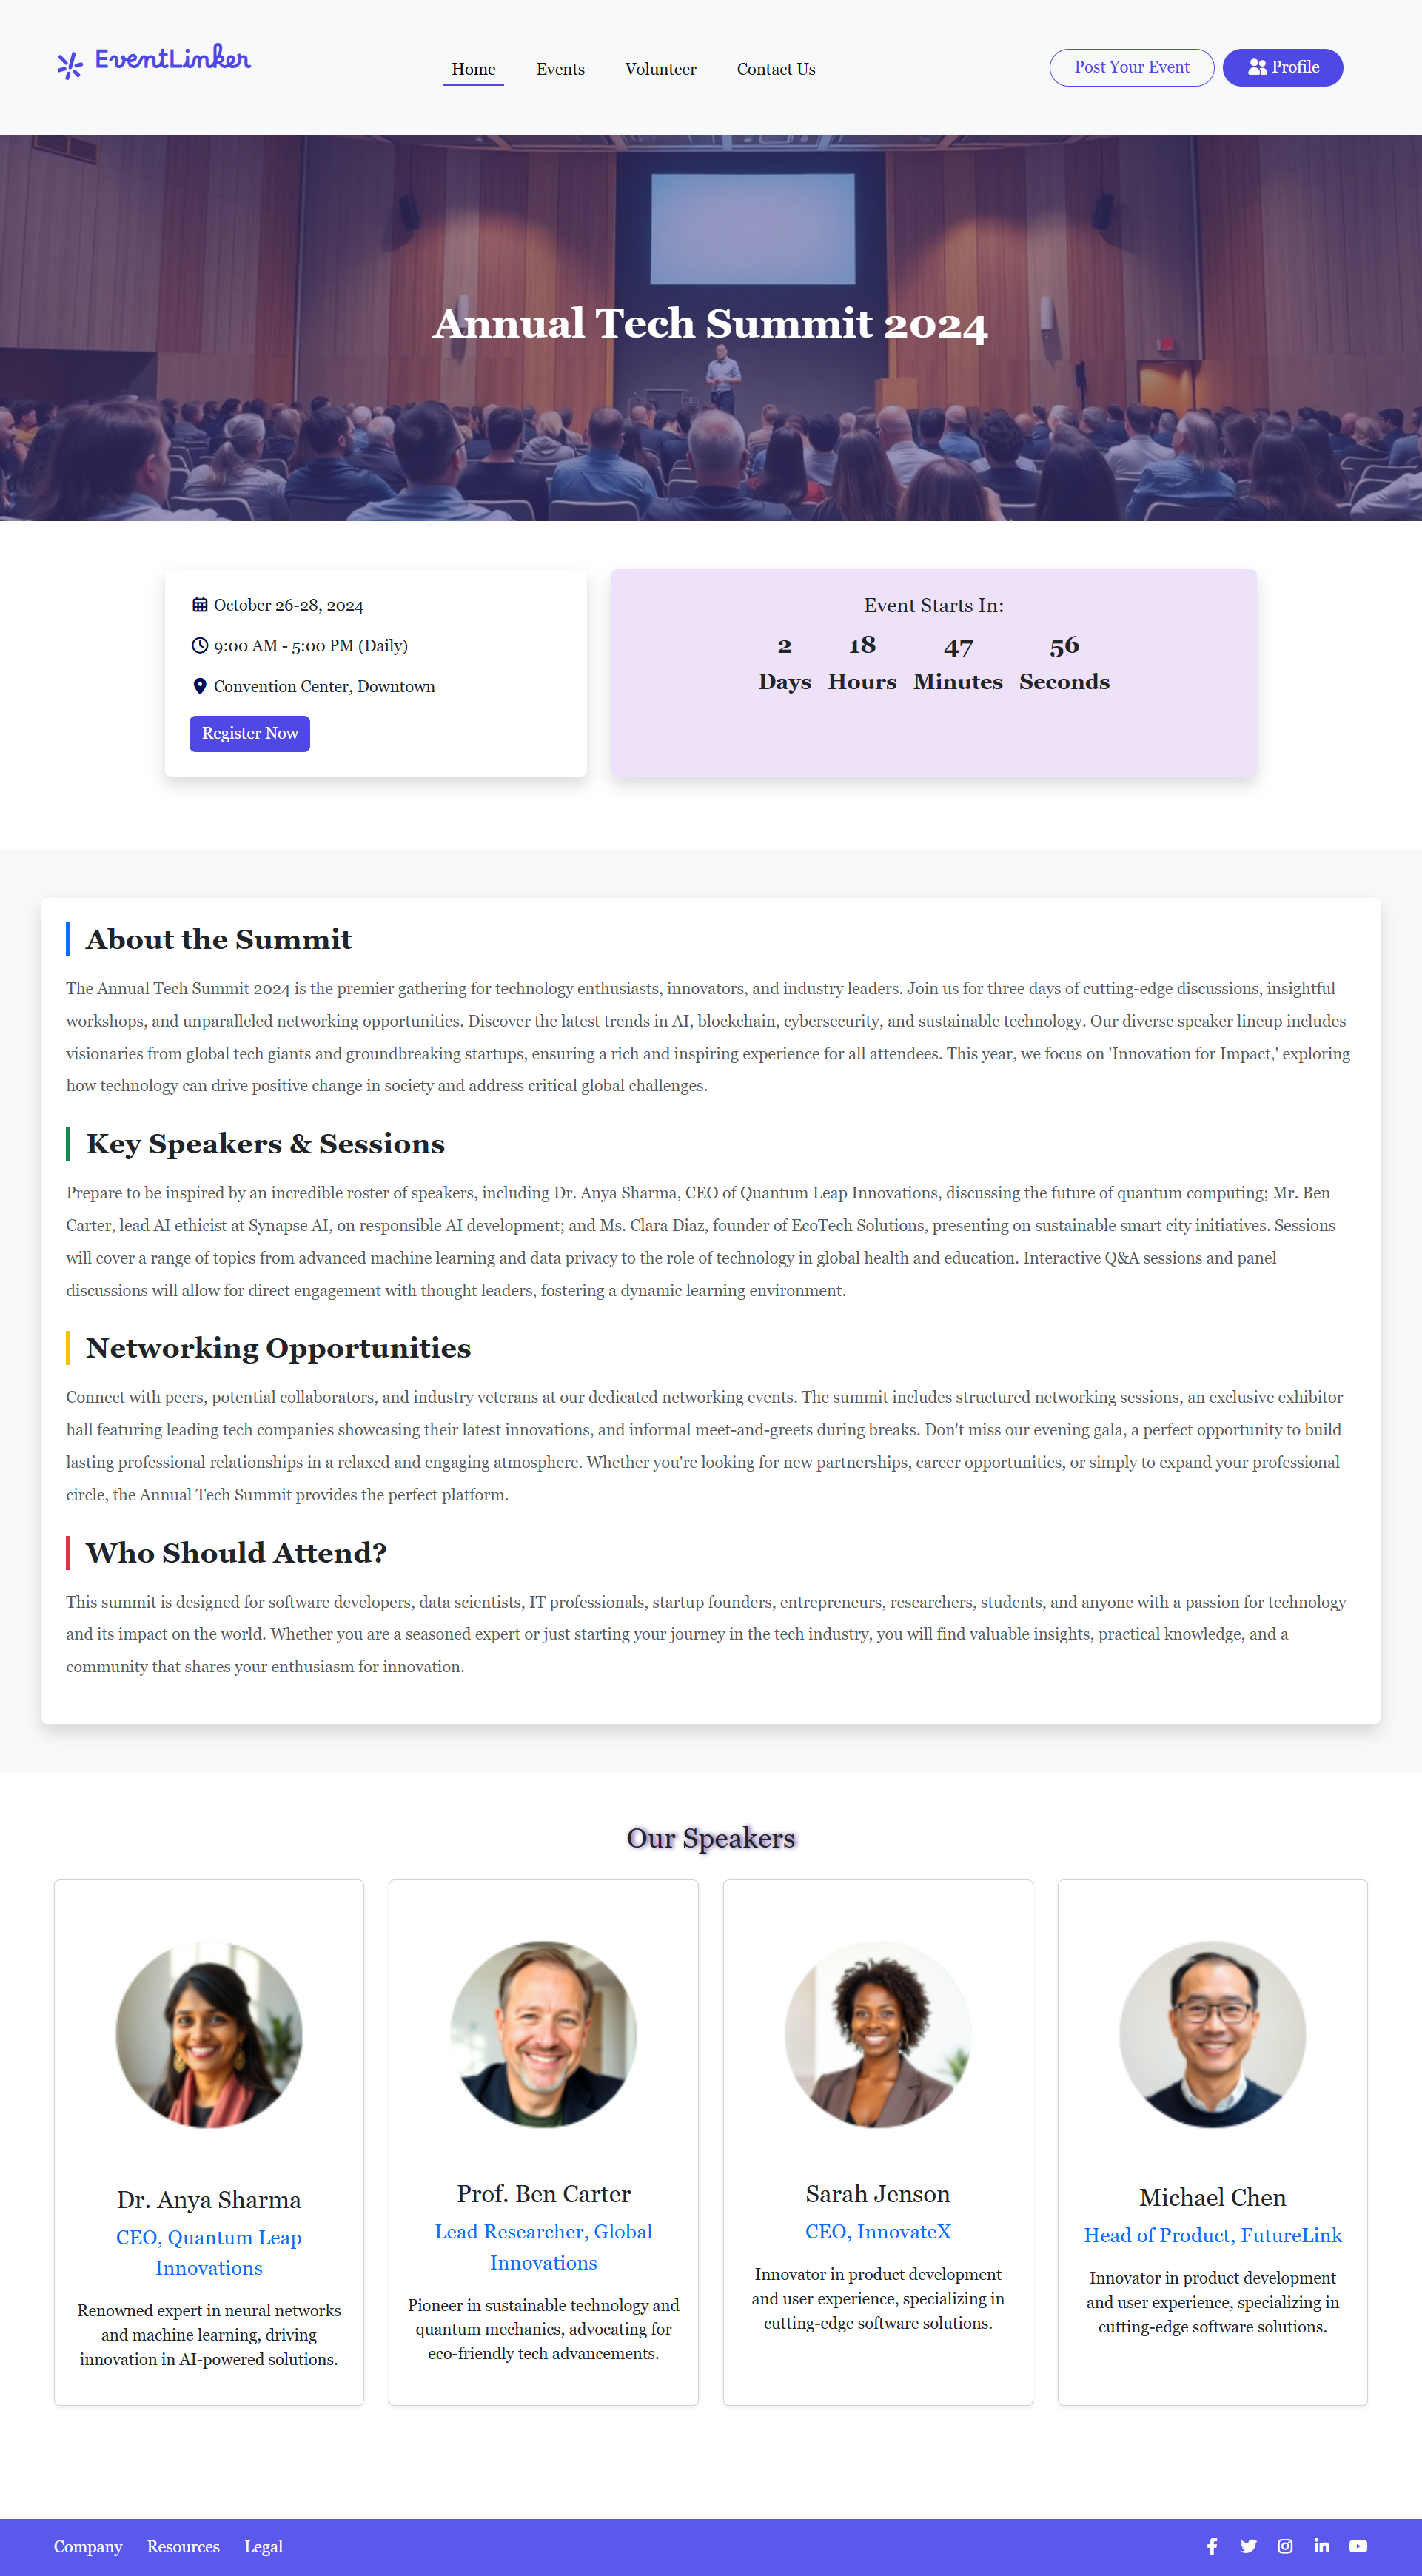 EventLinker
Home Events Volunteer Contact Us
Post Your Event
Profile
Annual Tech Summit 2024
October 26-28, 2024
9:00 AM - 5:00 PM (Daily)
Convention Center, Downtown
Register Now
Event Starts In:
2 18 47 56
Days Hours Minutes Seconds
About the Summit
The Annual Tech Summit 2024 is the premier gathering for technology enthusiasts, innovators, and industry leaders. Join us for three days of cutting-edge discussions, insightful
workshops, and unparalleled networking opportunities. Discover the latest trends in AI, blockchain, cybersecurity, and sustainable technology. Our diverse speaker lineup includes
visionaries from global tech giants and groundbreaking startups, ensuring a rich and inspiring experience for all attendees. This year, we focus on 'Innovation for Impact,' exploring
how technology can drive positive change in society and address critical global challenges.
Key Speakers & Sessions
Prepare to be inspired by an incredible roster of speakers, including Dr. Anya Sharma, CEO of Quantum Leap Innovations, discussing the future of quantum computing; Mr. Ben
Carter, lead AI ethicist at Synapse AI, on responsible AI development; and Ms. Clara Diaz, founder of EcoTech Solutions, presenting on sustainable smart city initiatives. Sessions
will cover a range of topics from advanced machine learning and data privacy to the role of technology in global health and education. Interactive Q&A sessions and panel
discussions will allow for direct engagement with thought leaders, fostering a dynamic learning environment.
Networking Opportunities
Connect with peers, potential collaborators, and industry veterans at our dedicated networking events. The summit includes structured networking sessions, an exclusive exhibitor
hall featuring leading tech companies showcasing their latest innovations, and informal meet-and-greets during breaks. Don't miss our evening gala, a perfect opportunity to build
lasting professional relationships in a relaxed and engaging atmosphere. Whether you're looking for new partnerships, career opportunities, or simply to expand your professional
circle, the Annual Tech Summit provides the perfect platform.
Who Should Attend?
This summit is designed for software developers, data scientists, IT professionals, startup founders, entrepreneurs, researchers, students, and anyone with a passion for technology
and its impact on the world. Whether you are a seasoned expert or just starting your journey in the tech industry, you will find valuable insights, practical knowledge, and a
community that shares your enthusiasm for innovation.
Our Speakers
Dr. Anya Sharma
CEO, Quantum Leap
Innovations
Renowned expert in neural networks
and machine learning, driving
innovation in AI-powered solutions.
Prof. Ben Carter
Lead Researcher, Global
Innovations
Pioneer in sustainable technology and
quantum mechanics, advocating for
eco-friendly tech advancements.
Sarah Jenson
CEO, InnovateX
Innovator in product development
and user experience, specializing in
cutting-edge software solutions.
Michael Chen
Head of Product, FutureLink
Innovator in product development
and user experience, specializing in
cutting-edge software solutions.
Company Resources Legal